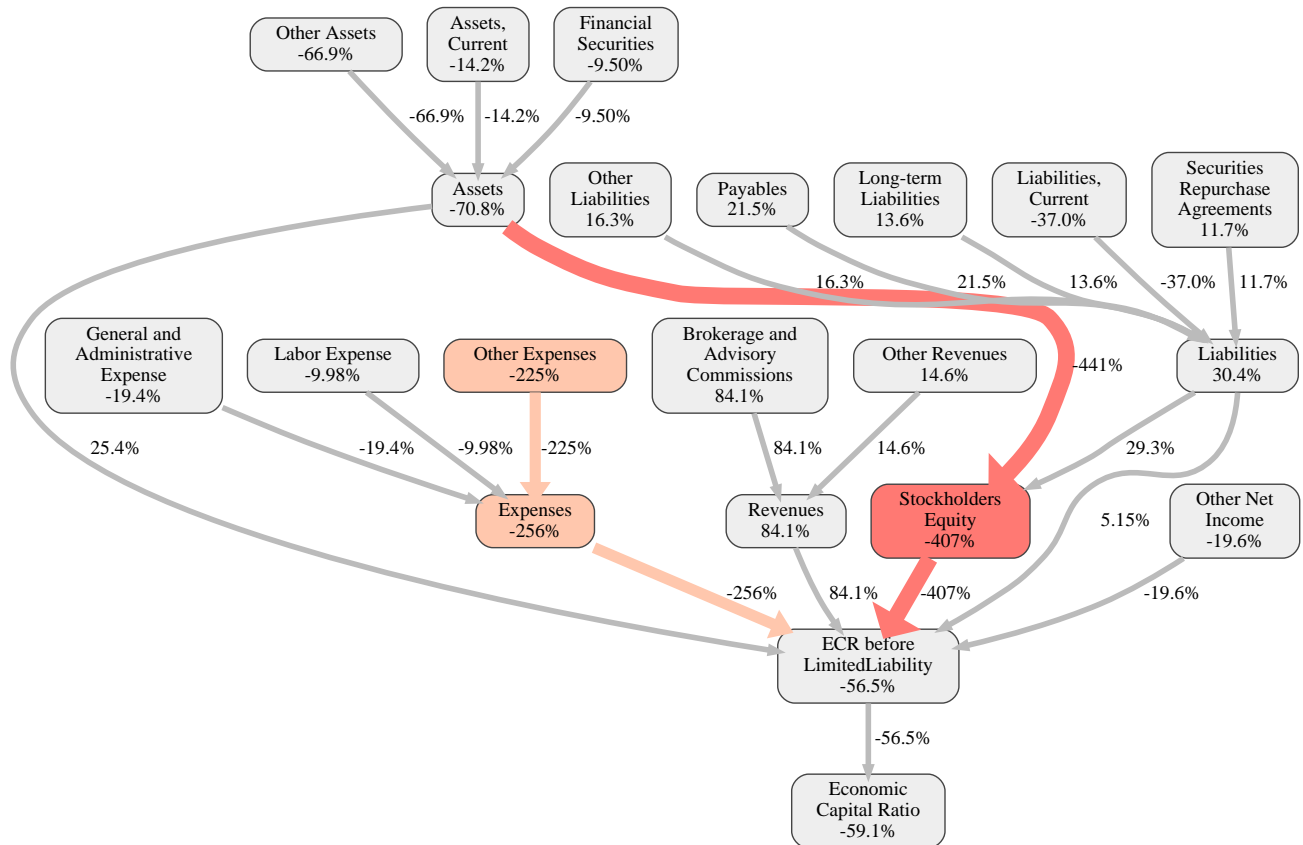 Other Assets
-66.9%
Assets,
Current
-14.2%
Financial
Securities
-9.50%
-66.9%
-14.2%
-9.50%
Assets
-70.8%
Other
Liabilities
16.3%
Payables
21.5%
Long-term
Liabilities
13.6%
Liabilities,
Current
-37.0%
Securities
Repurchase
Agreements
11.7%
16.3%
21.5%
13.6%
-37.0%
11.7%
General and
Administrative
Expense
-19.4%
Labor Expense
-9.98%
Other Expenses
-225%
Brokerage and
Advisory
Commissions
84.1%
Other Revenues
14.6%
-441%
Liabilities
30.4%
25.4%
-19.4%
-9.98%
-225%
84.1%
14.6%
29.3%
Expenses
-256%
Revenues
84.1%
Stockholders
Equity
-407%
5.15%
Other Net
Income
-19.6%
-256%
84.1%
-407%
-19.6%
ECR before
LimitedLiability
-56.5%
-56.5%
Economic
Capital Ratio
-59.1%